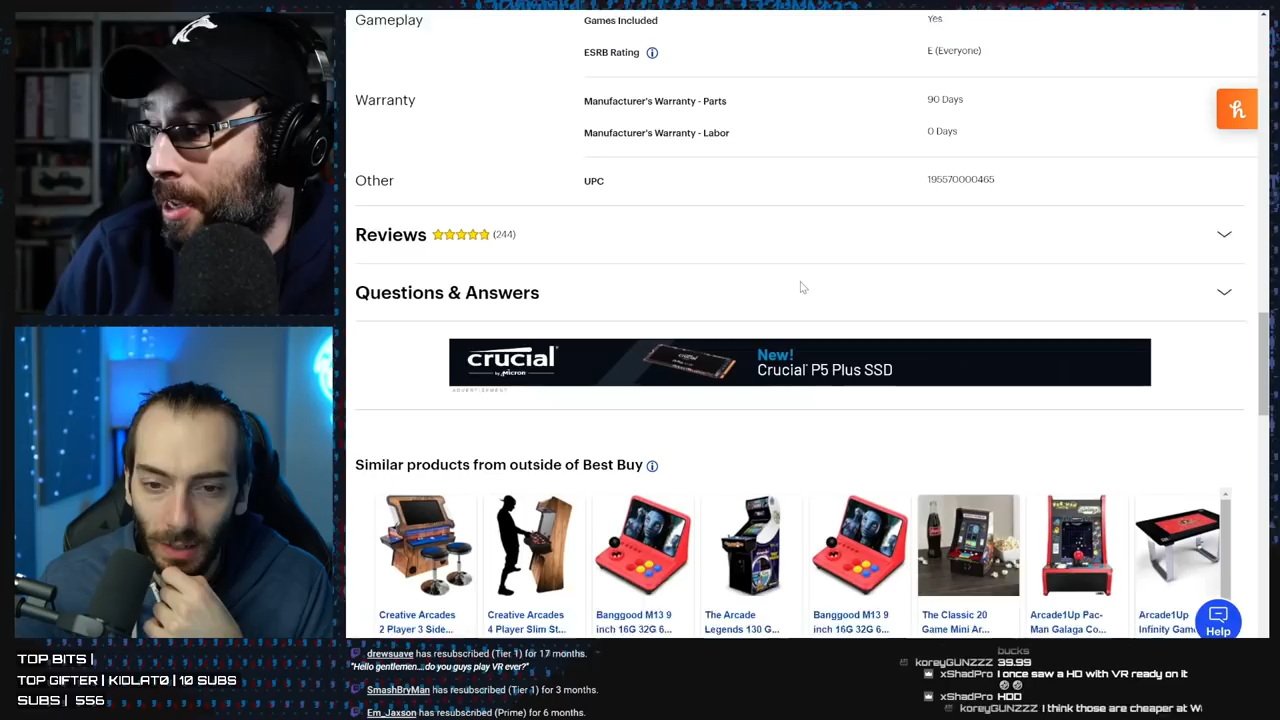 Gameplay
Games Included
Yes
ESRB Rating
E (Everyone)
Warranty
Manufacturer's Warranty - Parts
90 Days
Manufacturer's Warranty - Labor
0 Days
Other
UPC
195570000465
Reviews (244)
Questions & Answers
crucial
by Micron
New!
Crucial P5 Plus SSD
ADVERTISEMENT
Similar products from outside of Best Buy
Creative Arcades
2 Player 3 Side...
Creative Arcades
4 Player Slim St...
Banggood M13 9
inch 16G 32G 6...
The Arcade
Legends 130 G...
Banggood M13 9
inch 16G 32G 6...
The Classic 20
Game Mini Ar...
Arcade1Up Pac-
Man Galaga Co...
Arcade1Up
Infinity Gam
Help
TOP BITS |
TOP GIFTER | KIDLAT0 | 10 SUBS
SUBS | 556
drewsuave has resubscribed (Tier 1) for 17 months.
"Hello gentlemen...do you guys play VR ever?"
SmashBryMan has resubscribed (Tier 1) for 3 months.
Em_Jaxson has resubscribed (Prime) for 6 months.
bucks
koreyGUNZZZ 39.99
xShadPro I once saw a HD with VR ready on it
xShadPro HDD
koreyGUNZZZ I think those are cheaper at W